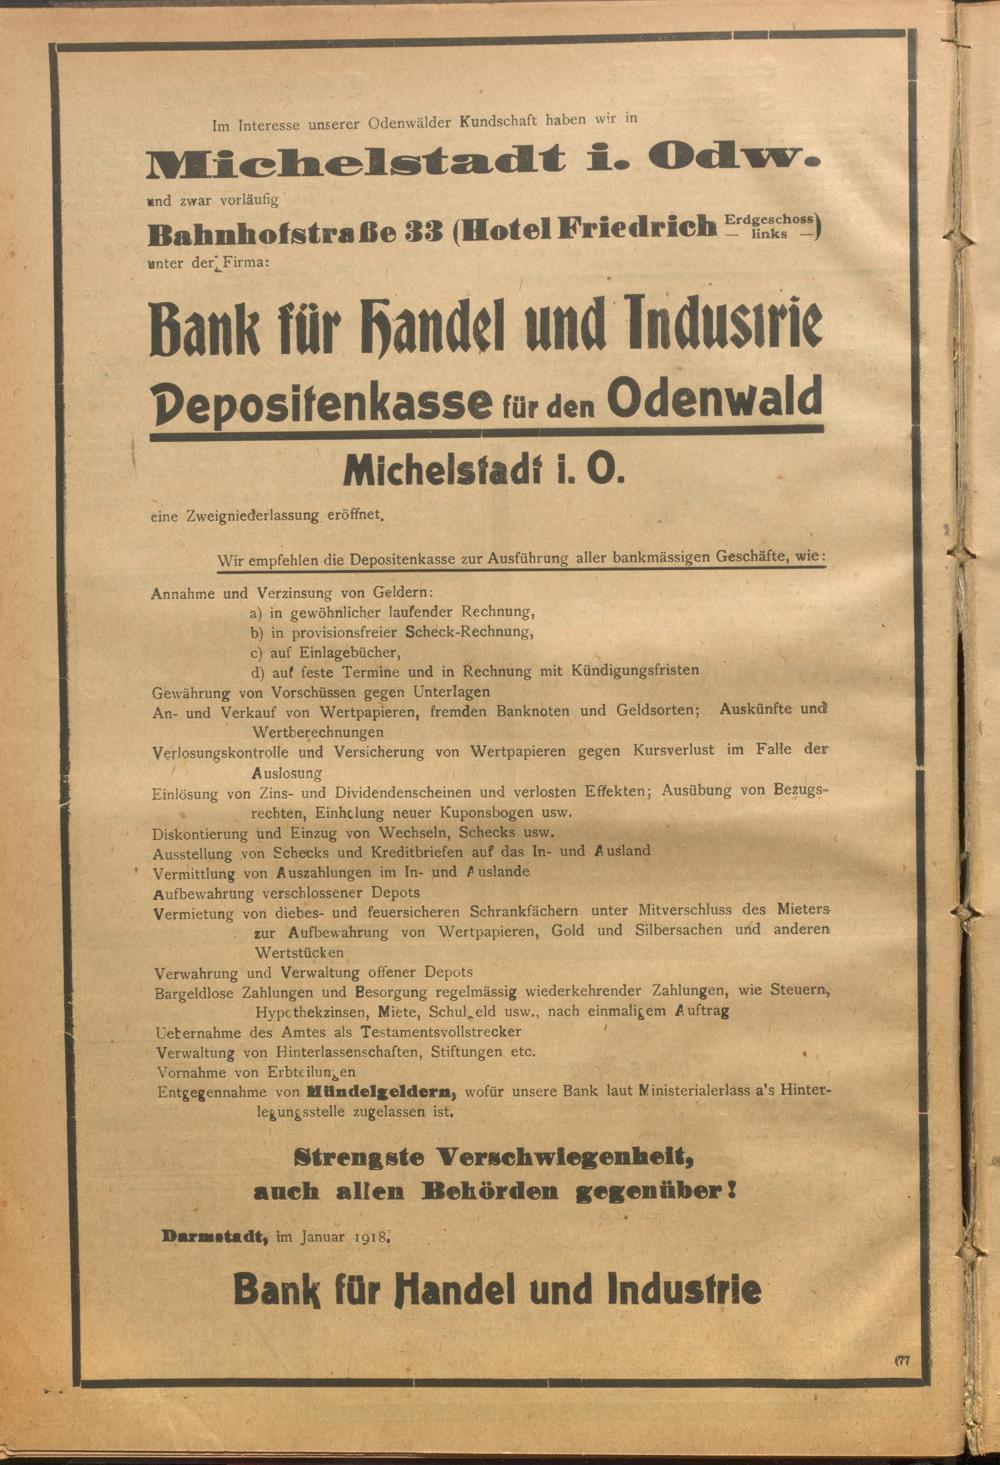 Im Interesse unserer Odenwälder Kundschaft haben wir in
Michelstadt i. Odw.
und zwar vorläufig
Bahnhofstraße 33 (Hotel Friedrich Erdgeschoss — links —)
unter der Firma:
Bank für Handel und Industrie
Depositenkasse für den Odenwald
Michelstadt i. O.
eine Zweigniederlassung eröffnet.
Wir empfehlen die Depositenkasse zur Ausführung aller bankmässigen Geschäfte, wie:
Annahme und Verzinsung von Geldern:
a) in gewöhnlicher laufender Rechnung,
b) in provisionsfreier Scheck-Rechnung,
c) auf Einlagebücher,
d) auf feste Termine und in Rechnung mit Kündigungsfristen
Gewährung von Vorschüssen gegen Unterlagen
An- und Verkauf von Wertpapieren, fremden Banknoten und Geldsorten; Auskünfte und
Wertberechnungen
Verlosungskontrolle und Versicherung von Wertpapieren gegen Kursverlust im Falle der
Auslosung
Einlösung von Zins- und Dividendenscheinen und verlosten Effekten; Ausübung von Bezugs-
rechten, Einholung neuer Kuponsbogen usw.
Diskontierung und Einzug von Wechseln, Schecks usw.
Ausstellung von Schecks und Kreditbriefen auf das In- und Ausland
Vermittlung von Auszahlungen im In- und Auslande
Aufbewahrung verschlossener Depots
Vermietung von diebes- und feuersicheren Schrankfächern unter Mitverschluss des Mieters
zur Aufbewahrung von Wertpapieren, Gold und Silbersachen und anderen
Wertstücken
Verwahrung und Verwaltung offener Depots
Bargeldlose Zahlungen und Besorgung regelmässig wiederkehrender Zahlungen, wie Steuern,
Hypothekzinsen, Miete, Schulgeld usw., nach einmaligem Auftrag
Uebernahme des Amtes als Testamentsvollstrecker
Verwaltung von Hinterlassenschaften, Stiftungen etc.
Vornahme von Erbteilungen
Entgegennahme von Mündelgeldern, wofür unsere Bank laut Ministerialerlass a's Hinter-
legungsstelle zugelassen ist.
Strengste Verschwiegenheit,
auch allen Behörden gegenüber!
Darmstadt, im Januar 1918.
Bank für Handel und Industrie
(77